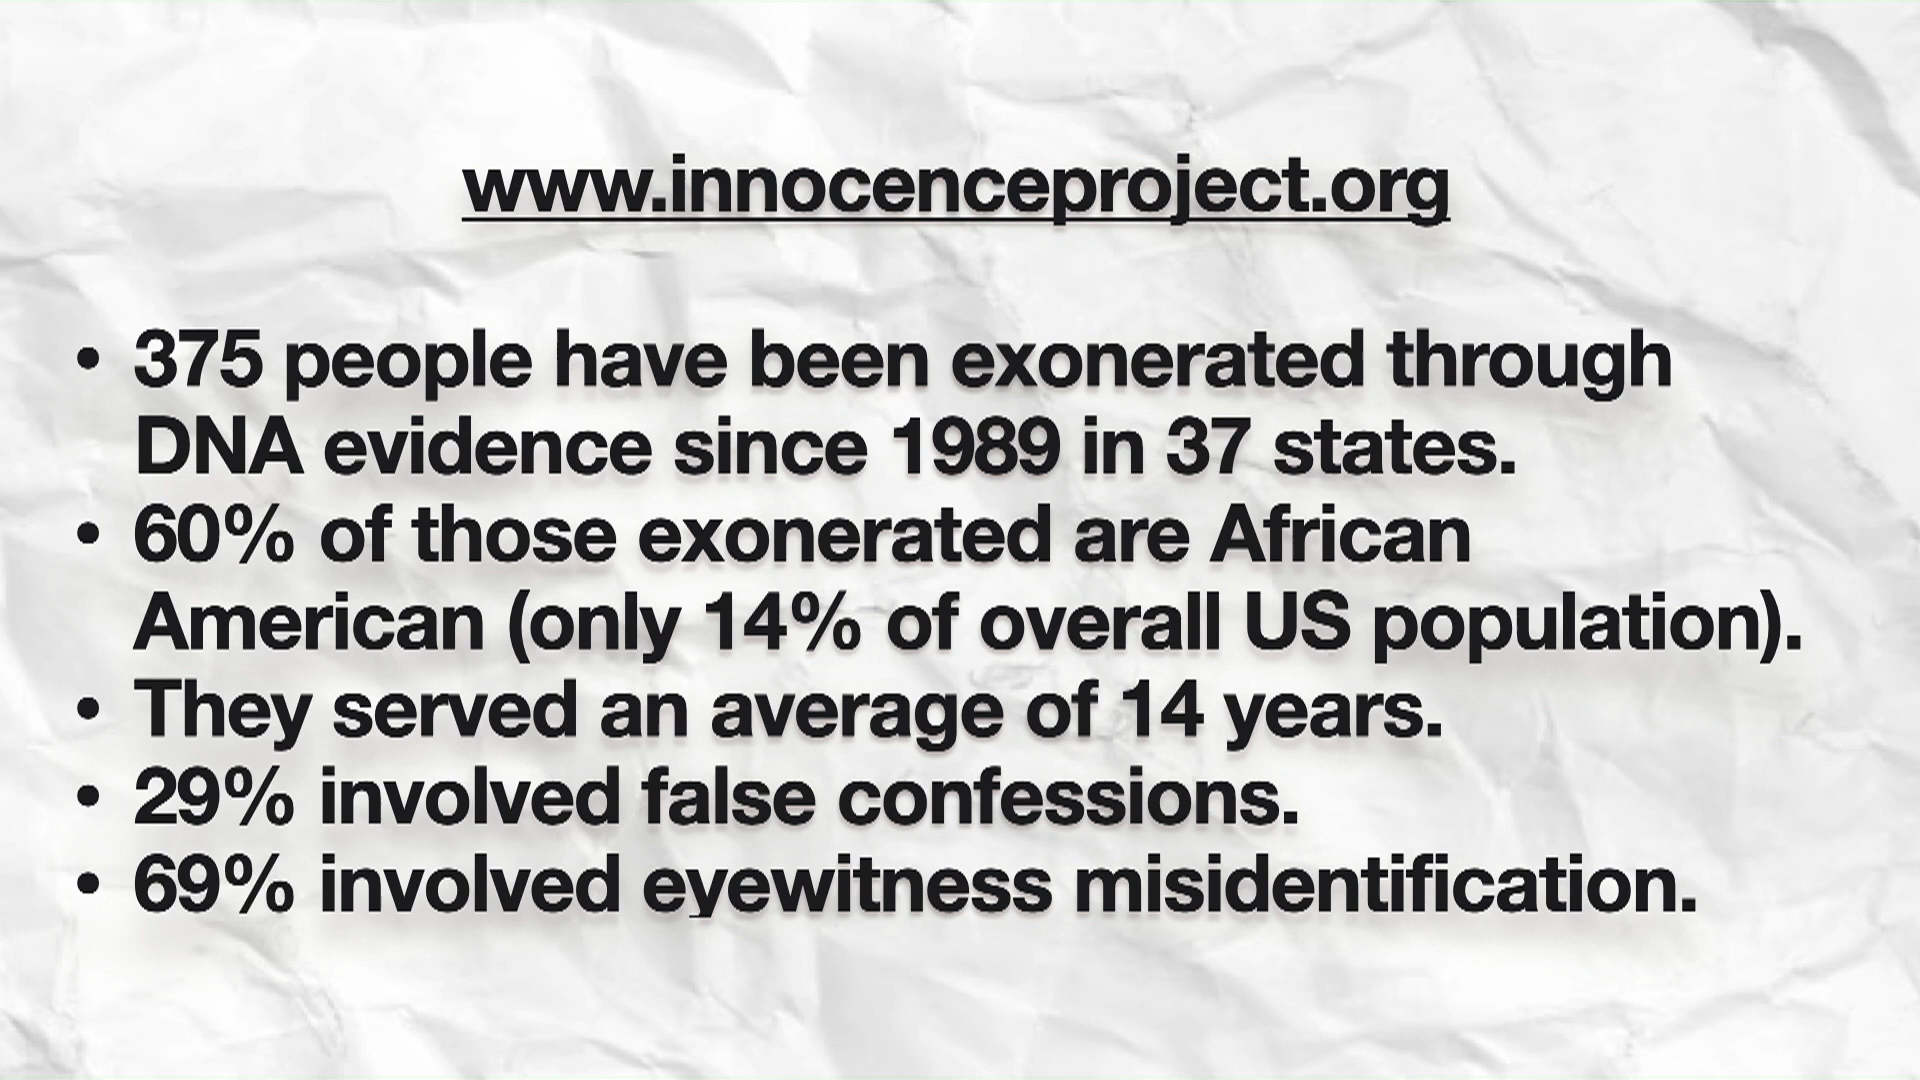 www.innocenceproject.org
• 375 people have been exonerated through
DNA evidence since 1989 in 37 states.
• 60% of those exonerated are African
American (only 14% of overall US population).
• They served an average of 14 years.
• 29% involved false confessions.
• 69% involved eyewitness misidentification.